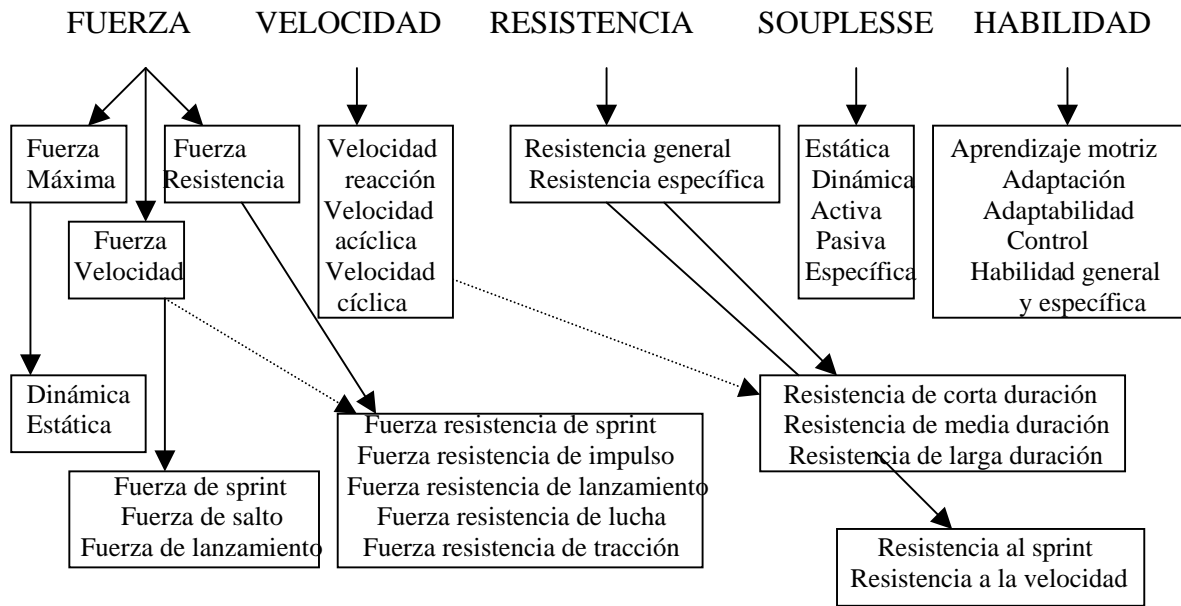 FUERZA VELOCIDAD RESISTENCIA SOUPLESSE HABILIDAD
Fuerza
Máxima
Fuerza
Resistencia
Fuerza
Velocidad
Velocidad
reacción
Velocidad
acíclica
Velocidad
cíclica
Resistencia general
Resistencia específica
Estática
Dinámica
Activa
Pasiva
Específica
Aprendizaje motriz
Adaptación
Adaptabilidad
Control
Habilidad general
y específica
Dinámica
Estática
Fuerza de sprint
Fuerza de salto
Fuerza de lanzamiento
Fuerza resistencia de sprint
Fuerza resistencia de impulso
Fuerza resistencia de lanzamiento
Fuerza resistencia de lucha
Fuerza resistencia de tracción
Resistencia de corta duración
Resistencia de media duración
Resistencia de larga duración
Resistencia al sprint
Resistencia a la velocidad